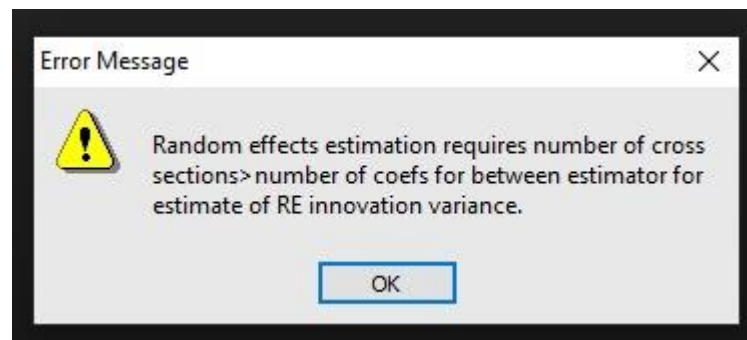 Error Message
Random effects estimation requires number of cross
sections>number of coefs for between estimator for
estimate of RE innovation variance.
OK